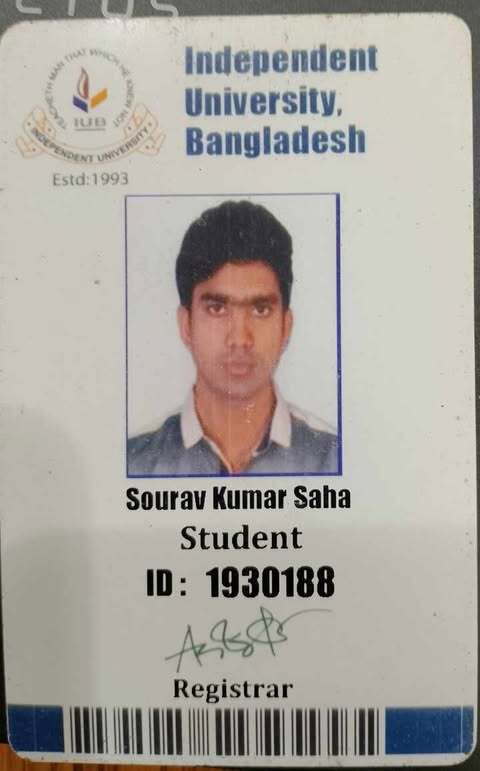 Independent
University,
Bangladesh
TEACHETH MAN THAT WHICH HE KNEW NOT
IUB
INDEPENDENT UNIVERSITY
Estd:1993
Sourav Kumar Saha
Student
ID : 1930188
Registrar